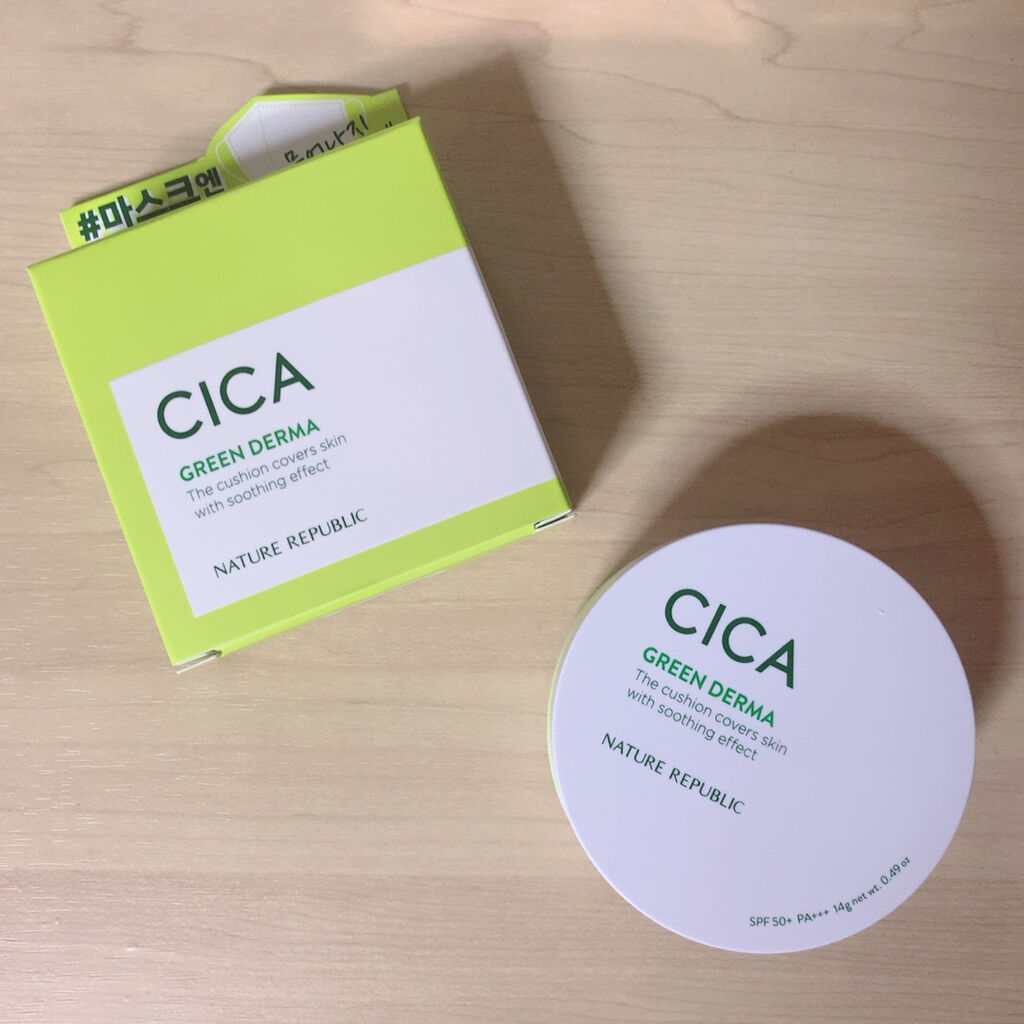 #마스크엔
CICA
GREEN DERMA
The cushion covers skin
with soothing effect
NATURE REPUBLIC
CICA
GREEN DERMA
The cushion covers skin
with soothing effect
NATURE REPUBLIC
SPF 50+ PA+++ 14g net wt. 0.49 oz